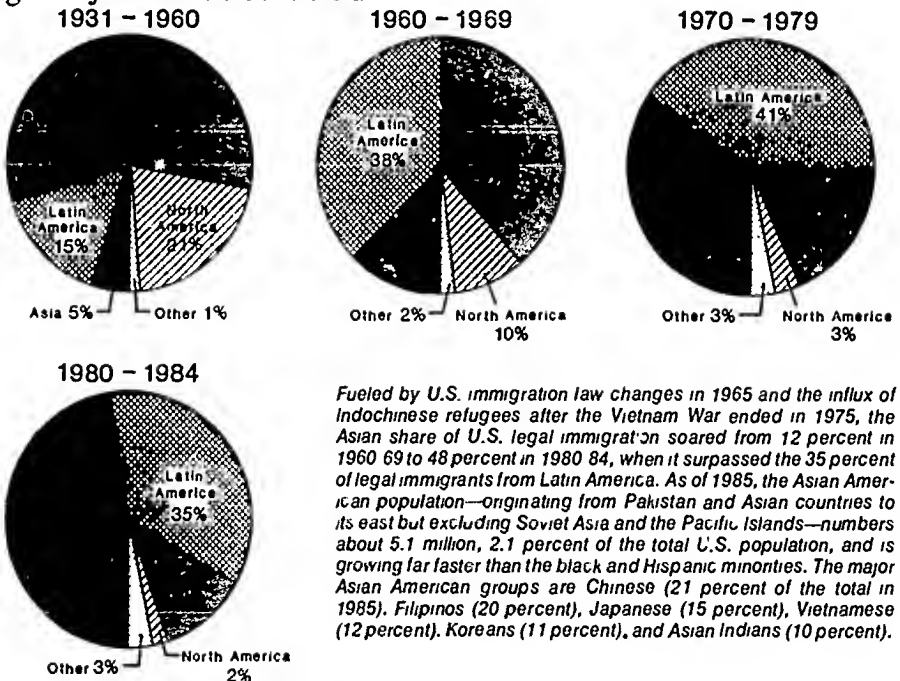 1931 – 1960
1960 – 1969
1970 – 1979
Latin
America
15%
North
America
21%
Asia 5%
Other 1%
Latin
America
38%
Other 2%
North America
10%
Latin America
41%
Other 3%
North America
3%
1980 – 1984
Latin
America
35%
Other 3%
North America
2%
Fueled by U.S. immigration law changes in 1965 and the influx of
Indochinese refugees after the Vietnam War ended in 1975, the
Asian share of U.S. legal immigration soared from 12 percent in
1960 69 to 48 percent in 1980 84, when it surpassed the 35 percent
of legal immigrants from Latin America. As of 1985, the Asian Amer-
ican population—originating from Pakistan and Asian countries to
its east but excluding Soviet Asia and the Pacific Islands—numbers
about 5.1 million, 2.1 percent of the total U.S. population, and is
growing far faster than the black and Hispanic minorities. The major
Asian American groups are Chinese (21 percent of the total in
1985). Filipinos (20 percent), Japanese (15 percent), Vietnamese
(12 percent). Koreans (11 percent), and Asian Indians (10 percent).